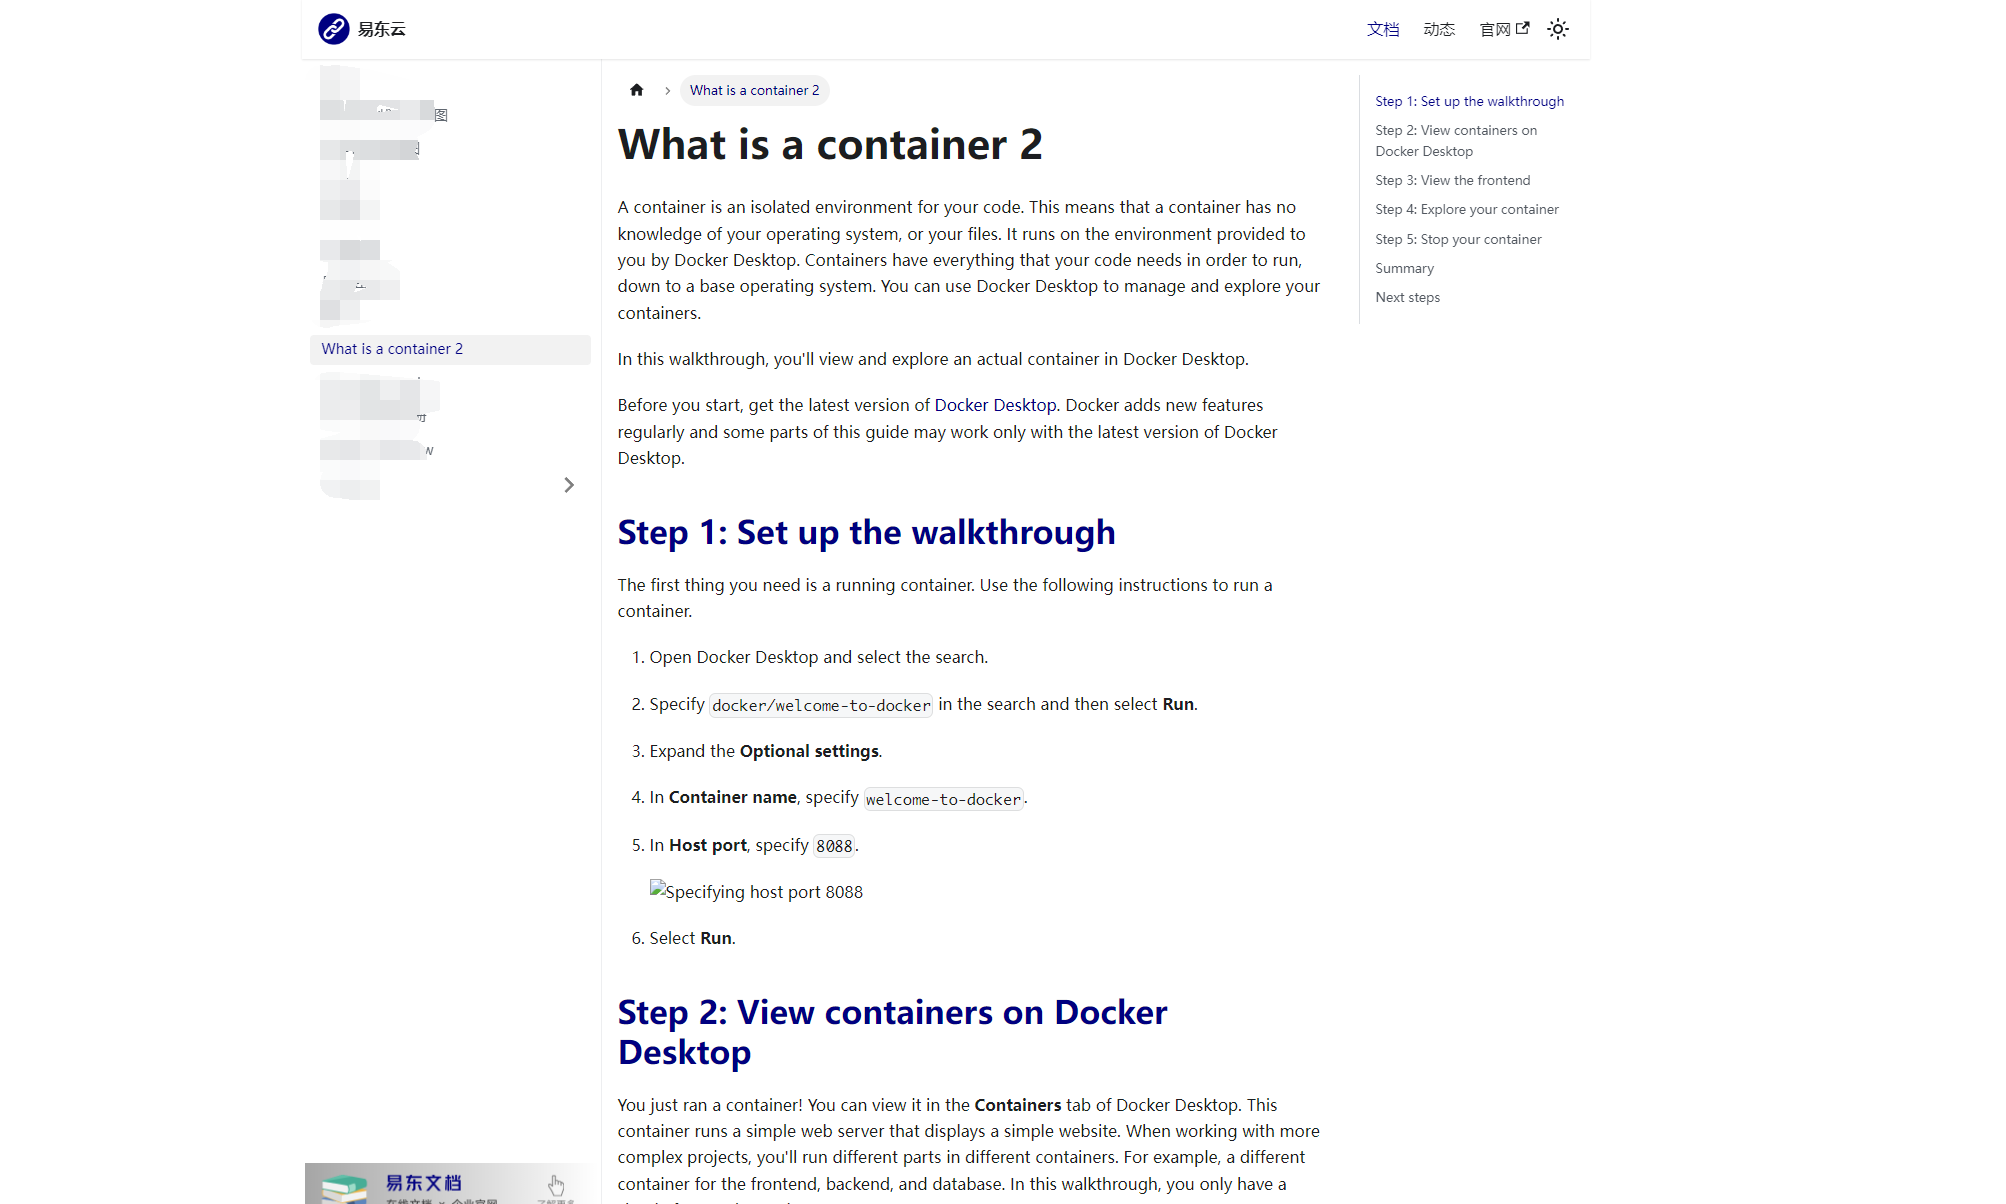 易东云
文档 动态 官网
图
What is a container 2
What is a container 2
What is a container 2
A container is an isolated environment for your code. This means that a container has no
knowledge of your operating system, or your files. It runs on the environment provided to
you by Docker Desktop. Containers have everything that your code needs in order to run,
down to a base operating system. You can use Docker Desktop to manage and explore your
containers.
In this walkthrough, you'll view and explore an actual container in Docker Desktop.
Before you start, get the latest version of Docker Desktop. Docker adds new features
regularly and some parts of this guide may work only with the latest version of Docker
Desktop.
Step 1: Set up the walkthrough
The first thing you need is a running container. Use the following instructions to run a
container.
1. Open Docker Desktop and select the search.
2. Specify docker/welcome-to-docker in the search and then select Run.
3. Expand the Optional settings.
4. In Container name, specify welcome-to-docker.
5. In Host port, specify 8088.
Specifying host port 8088
6. Select Run.
Step 2: View containers on Docker
Desktop
You just ran a container! You can view it in the Containers tab of Docker Desktop. This
container runs a simple web server that displays a simple website. When working with more
complex projects, you'll run different parts in different containers. For example, a different
container for the frontend, backend, and database. In this walkthrough, you only have a
Step 1: Set up the walkthrough
Step 2: View containers on
Docker Desktop
Step 3: View the frontend
Step 4: Explore your container
Step 5: Stop your container
Summary
Next steps
易东文档